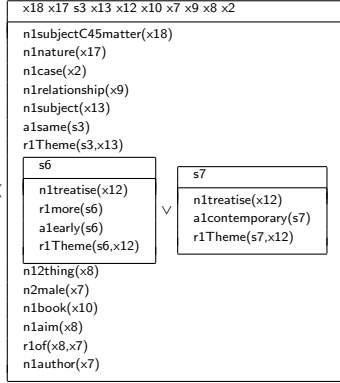 x18 x17 s3 x13 x12 x10 x7 x9 x8 x2
n1subjectC45matter(x18)
n1nature(x17)
n1case(x2)
n1relationship(x9)
n1subject(x13)
a1same(s3)
r1Theme(s3,x13)
s6
n1treatise(x12)
r1more(s6)
a1early(s6)
r1Theme(s6,x12)
∨
s7
n1treatise(x12)
a1contemporary(s7)
r1Theme(s7,x12)
n12thing(x8)
n2male(x7)
n1book(x10)
n1aim(x8)
r1of(x8,x7)
n1author(x7)